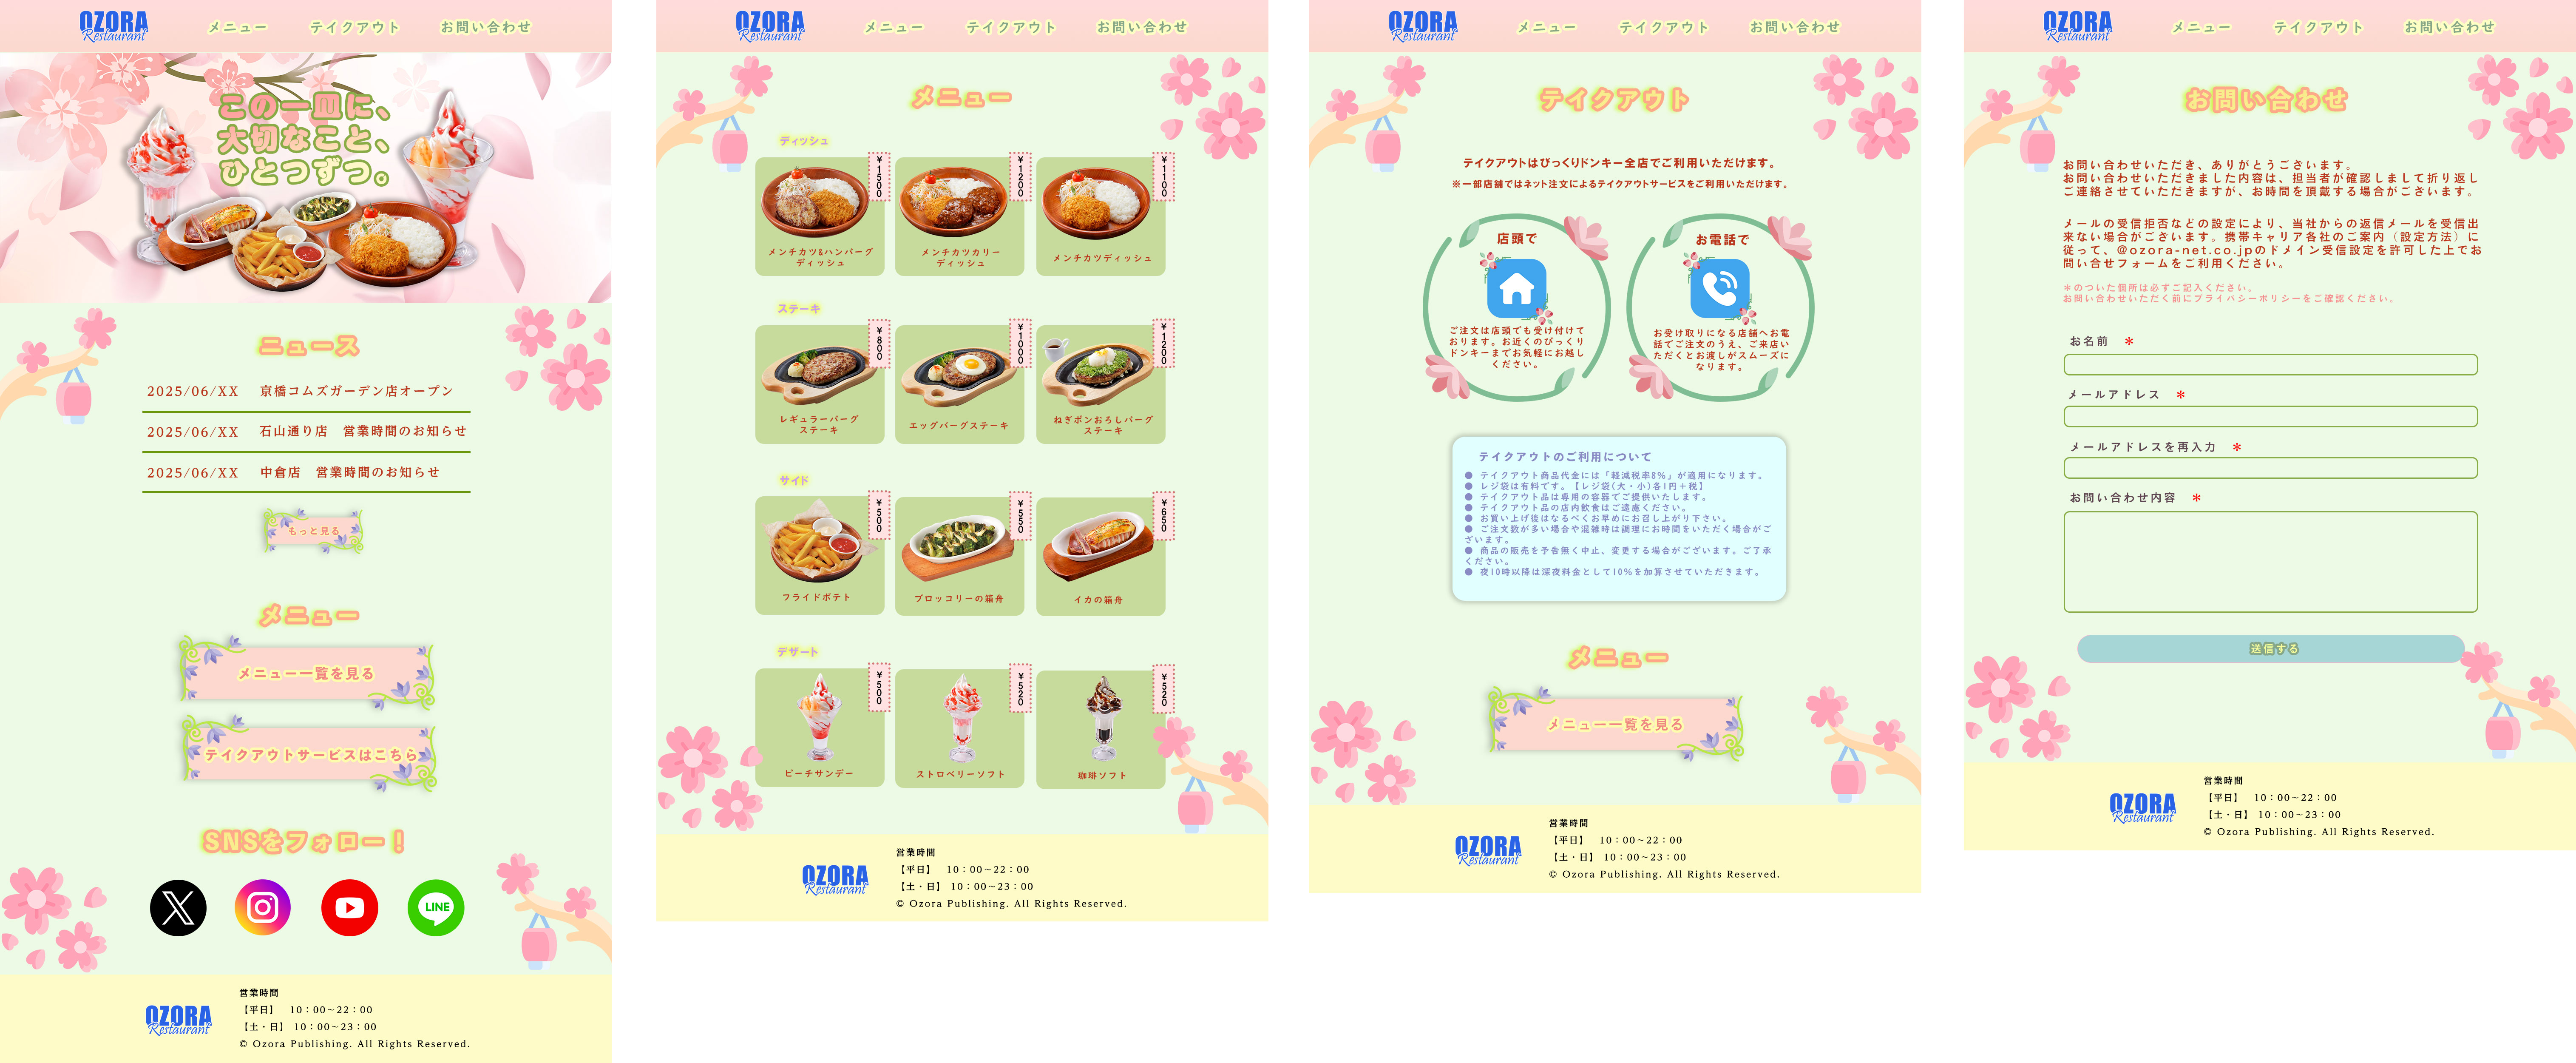 OZORA
Restaurant
メニュー
テイクアウト
お問い合わせ
この一皿に、
大切なこと、
ひとつずつ。
ニュース
2025/06/XX 京橋コムズガーデン店オープン
2025/06/XX 石山通り店 営業時間のお知らせ
2025/06/XX 中倉店 営業時間のお知らせ
もっと見る
メニュー
メニュー一覧を見る
テイクアウトサービスはこちら
SNSをフォロー！
LINE
OZORA
Restaurant
営業時間
【平日】 10：00～22：00
【土・日】 10：00～23：00
© Ozora Publishing. All Rights Reserved.
OZORA
Restaurant
メニュー
テイクアウト
お問い合わせ
メニュー
ディッシュ
¥1500
メンチカツ&ハンバーグ
ディッシュ
¥1200
メンチカツカリー
ディッシュ
¥1100
メンチカツディッシュ
ステーキ
¥800
レギュラーバーグ
ステーキ
¥1000
エッグバーグステーキ
¥1200
ねぎポンおろしバーグ
ステーキ
サイド
¥500
フライドポテト
¥550
ブロッコリーの箱舟
¥650
イカの箱舟
デザート
¥500
ピーチサンデー
¥520
ストロベリーソフト
¥520
珈琲ソフト
OZORA
Restaurant
営業時間
【平日】 10：00～22：00
【土・日】 10：00～23：00
© Ozora Publishing. All Rights Reserved.
OZORA
Restaurant
メニュー
テイクアウト
お問い合わせ
テイクアウト
テイクアウトはびっくりドンキー全店でご利用いただけます。
※一部店舗ではネット注文によるテイクアウトサービスをご利用いただけます。
店頭で
ご注文は店頭でも受け付けて
おります。お近くのびっくり
ドンキーまでお気軽にお越し
ください。
お電話で
お受け取りになる店舗へお電
話でご注文のうえ、ご来店い
ただくとお渡しがスムーズに
なります。
テイクアウトのご利用について
● テイクアウト商品代金には「軽減税率8%」が適用になります。
● レジ袋は有料です。【レジ袋(大・小)各1円＋税】
● テイクアウト品は専用の容器でご提供いたします。
● テイクアウト品の店内飲食はご遠慮ください。
● お買い上げ後はなるべくお早めにお召し上がり下さい。
● ご注文数が多い場合や混雑時は調理にお時間をいただく場合がご
ざいます。
● 商品の販売を予告無く中止、変更する場合がございます。ご了承
ください。
● 夜10時以降は深夜料金として10%を加算させていただきます。
メニュー
メニュー一覧を見る
OZORA
Restaurant
営業時間
【平日】 10：00～22：00
【土・日】 10：00～23：00
© Ozora Publishing. All Rights Reserved.
OZORA
Restaurant
メニュー
テイクアウト
お問い合わせ
お問い合わせ
お問い合わせいただき、ありがとうございます。
お問い合わせいただきました内容は、担当者が確認しまして折り返し
ご連絡させていただきますが、お時間を頂戴する場合がございます。
メールの受信拒否などの設定により、当社からの返信メールを受信出
来ない場合がございます。携帯キャリア各社のご案内（設定方法）に
従って、@ozora-net.co.jpのドメイン受信設定を許可した上でお
問い合せフォームをご利用ください。
＊のついた個所は必ずご記入ください。
お問い合わせいただく前にプライバシーポリシーをご確認ください。
お名前 ＊
メールアドレス ＊
メールアドレスを再入力 ＊
お問い合わせ内容 ＊
送信する
OZORA
Restaurant
営業時間
【平日】 10：00～22：00
【土・日】 10：00～23：00
© Ozora Publishing. All Rights Reserved.